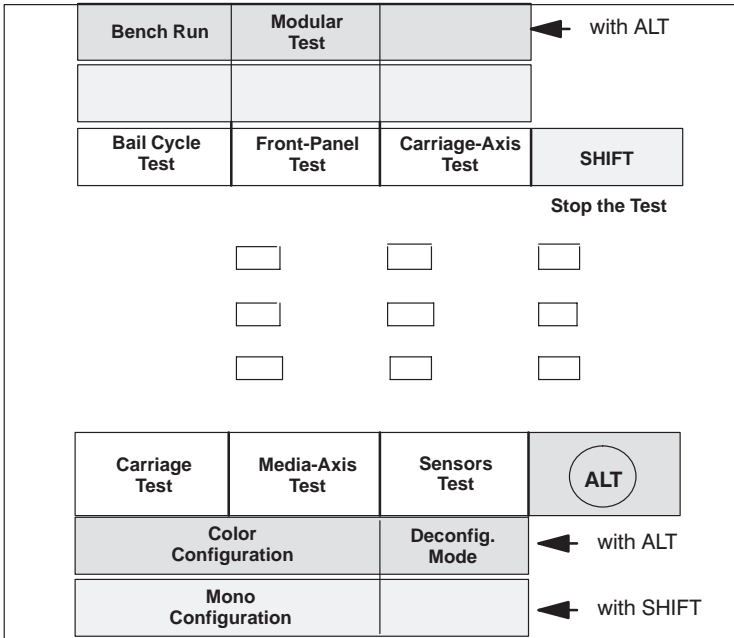 Bench Run
Modular
Test
with ALT
Bail Cycle
Test
Front-Panel
Test
Carriage-Axis
Test
SHIFT
Stop the Test
Carriage
Test
Media-Axis
Test
Sensors
Test
ALT
Color
Configuration
Deconfig.
Mode
with ALT
Mono
Configuration
with SHIFT